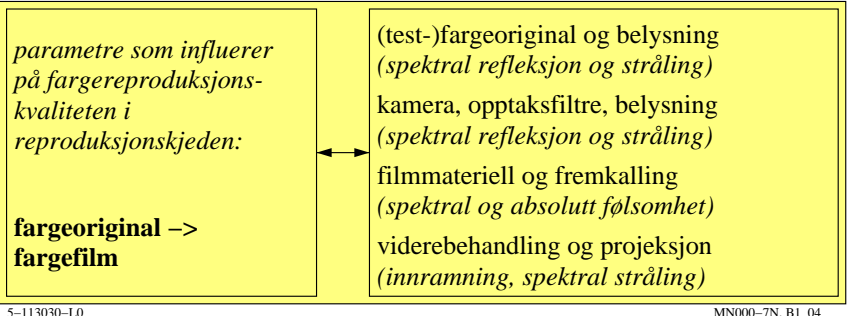 parametre som influerer
på fargereproduksjons-
kvaliteten i
reproduksjonskjeden:
fargeoriginal −>
fargefilm
(test-)fargeoriginal og belysning
(spektral refleksjon og stråling)
kamera, opptaksfiltre, belysning
(spektral refleksjon og stråling)
filmmateriell og fremkalling
(spektral og absolutt følsomhet)
viderebehandling og projeksjon
(innramning, spektral stråling)
5−113030−L0
MN000−7N, B1_04